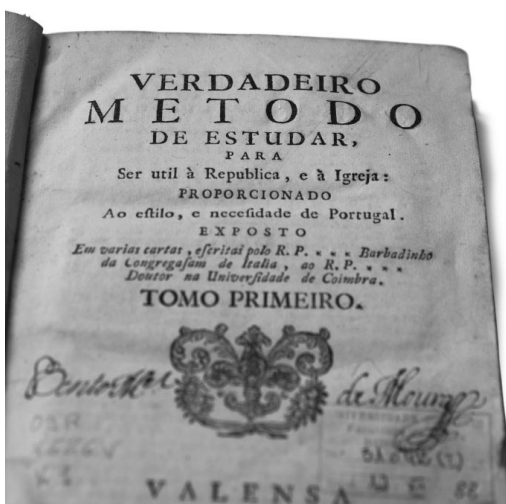 VERDADEIRO
METODO
DE ESTUDAR,
PARA
Ser util à Republica, e à Igreja:
PROPORCIONADO
Ao eſtilo, e neceſidade de Portugal.
EXPOSTO
Em varias cartas, eſcritas polo R. P. * * * Barbadinho
da Congregaſam de Italia, ao R. P. * * *
Doutor na Univerſidade de Coimbra.
TOMO PRIMEIRO.
de Moura
VALENSA